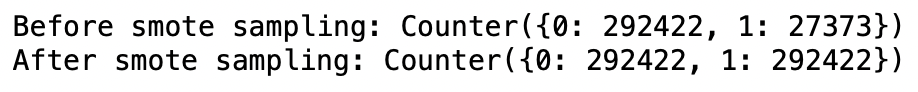 Before smote sampling: Counter({0: 292422, 1: 27373})
After smote sampling: Counter({0: 292422, 1: 292422})